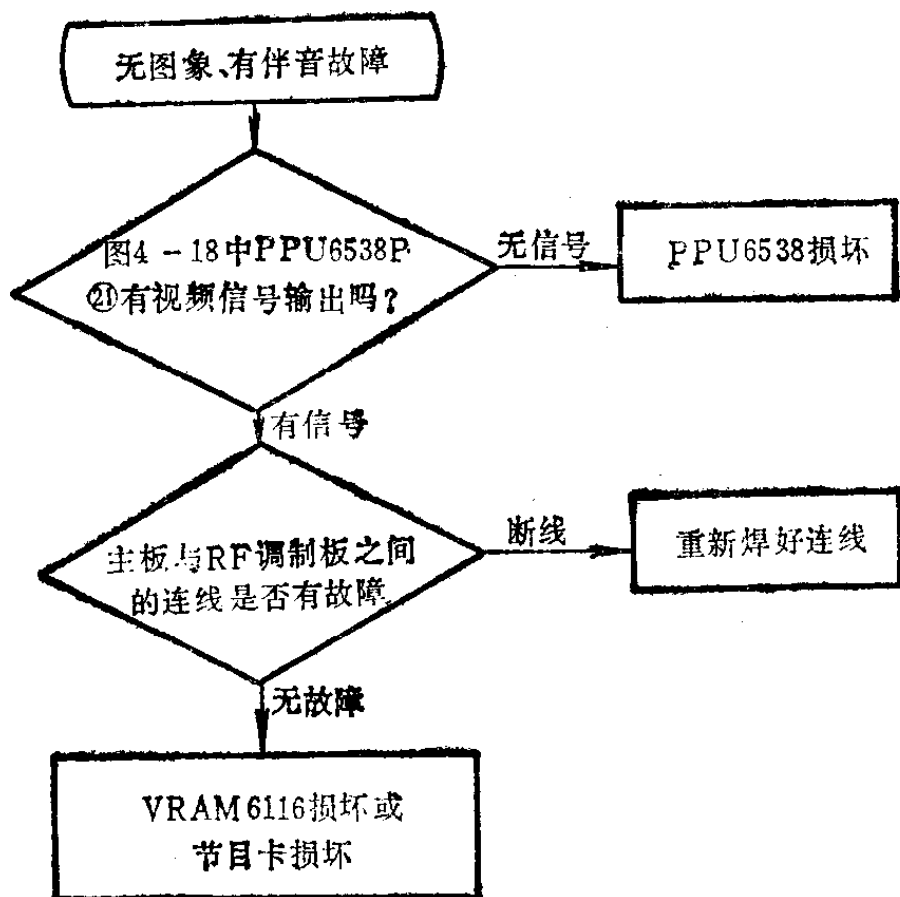 无图象、有伴音故障
图4-18中PPU6538P
㉑有视频信号输出吗?
无信号
PPU6538损坏
有信号
主板与RF调制板之间
的连线是否有故障
断线
重新焊好连线
无故障
VRAM6116损坏或
节目卡损坏